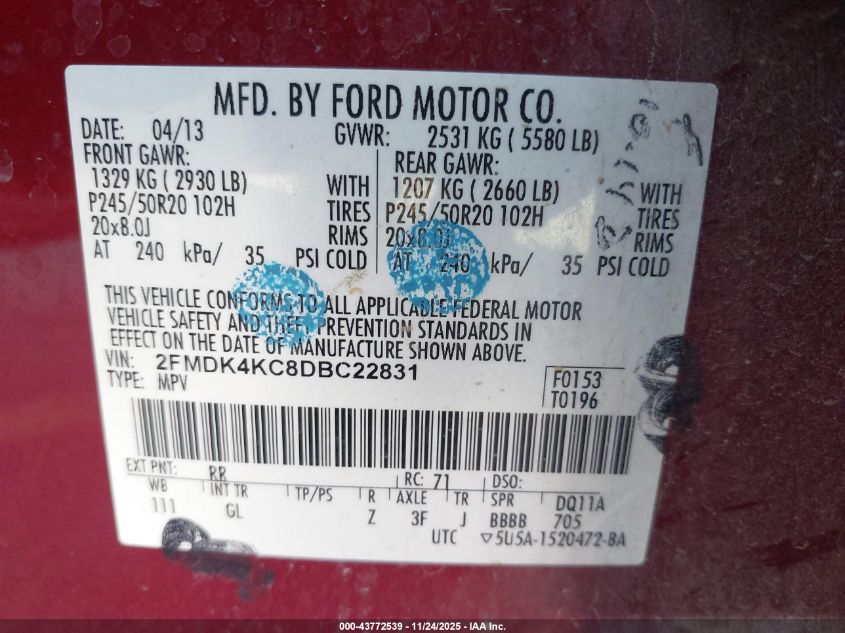 MFD. BY FORD MOTOR CO.
DATE: 04/13 GVWR: 2531 KG ( 5580 LB)
FRONT GAWR: REAR GAWR:
1329 KG ( 2930 LB) WITH 1207 KG ( 2660 LB) WITH
P245/50R20 102H TIRES P245/50R20 102H TIRES
20x8.0J RIMS 20x8.0J RIMS
AT 240 kPa/ 35 PSI COLD AT 240 kPa/ 35 PSI COLD
THIS VEHICLE CONFORMS TO ALL APPLICABLE FEDERAL MOTOR
VEHICLE SAFETY AND THEFT PREVENTION STANDARDS IN
EFFECT ON THE DATE OF MANUFACTURE SHOWN ABOVE.
VIN: 2FMDK4KC8DBC22831
TYPE: MPV
F0153
T0196
EXT PNT: RR RC: 71 DSO:
WB INT TR TP/PS R AXLE TR SPR DQ11A
111 GL Z 3F J BBBB 705
UTC ▽5U5A-1520472-BA
000-43772539 - 11/24/2025 - IAA Inc.